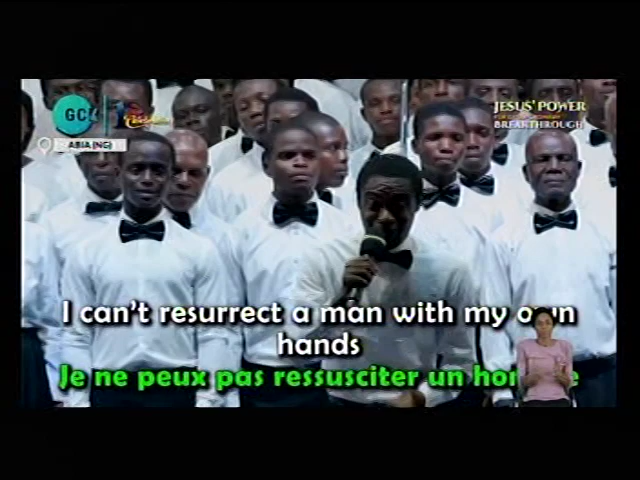 GCK
ABIA (NG)
JESUS' POWER
BREAKTHROUGH
I can't resurrect a man with my own
hands
Je ne peux pas ressusciter un